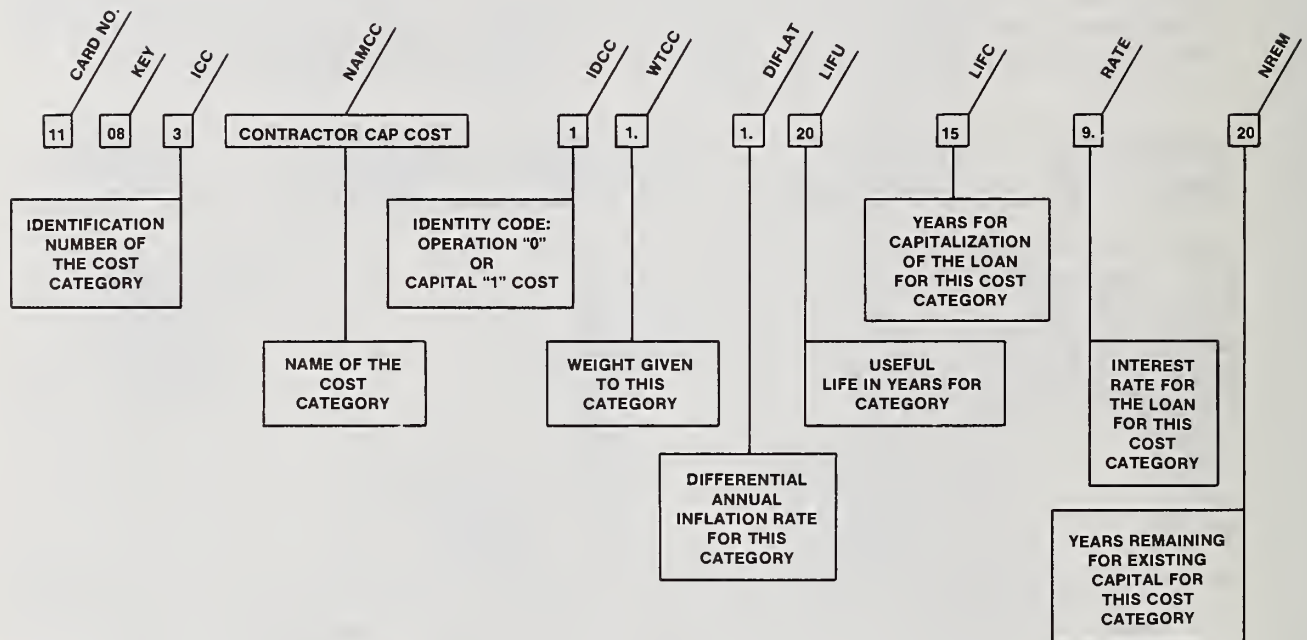 CARD NO.
KEY
ICC
NAMCC
IDCC
WTCC
DIFLAT
LIFU
LIFC
RATE
NREM
11
08
3
CONTRACTOR CAP COST
1
1.
1.
20
15
9.
20
IDENTIFICATION
NUMBER OF
THE COST
CATEGORY
IDENTITY CODE:
OPERATION “0”
OR
CAPITAL “1” COST
YEARS FOR
CAPITALIZATION
OF THE LOAN
FOR THIS COST
CATEGORY
NAME OF THE
COST
CATEGORY
WEIGHT GIVEN
TO THIS
CATEGORY
USEFUL
LIFE IN YEARS FOR
CATEGORY
INTEREST
RATE FOR
THE LOAN
FOR THIS
COST
CATEGORY
DIFFERENTIAL
ANNUAL
INFLATION RATE
FOR THIS
CATEGORY
YEARS REMAINING
FOR EXISTING
CAPITAL FOR
THIS COST
CATEGORY